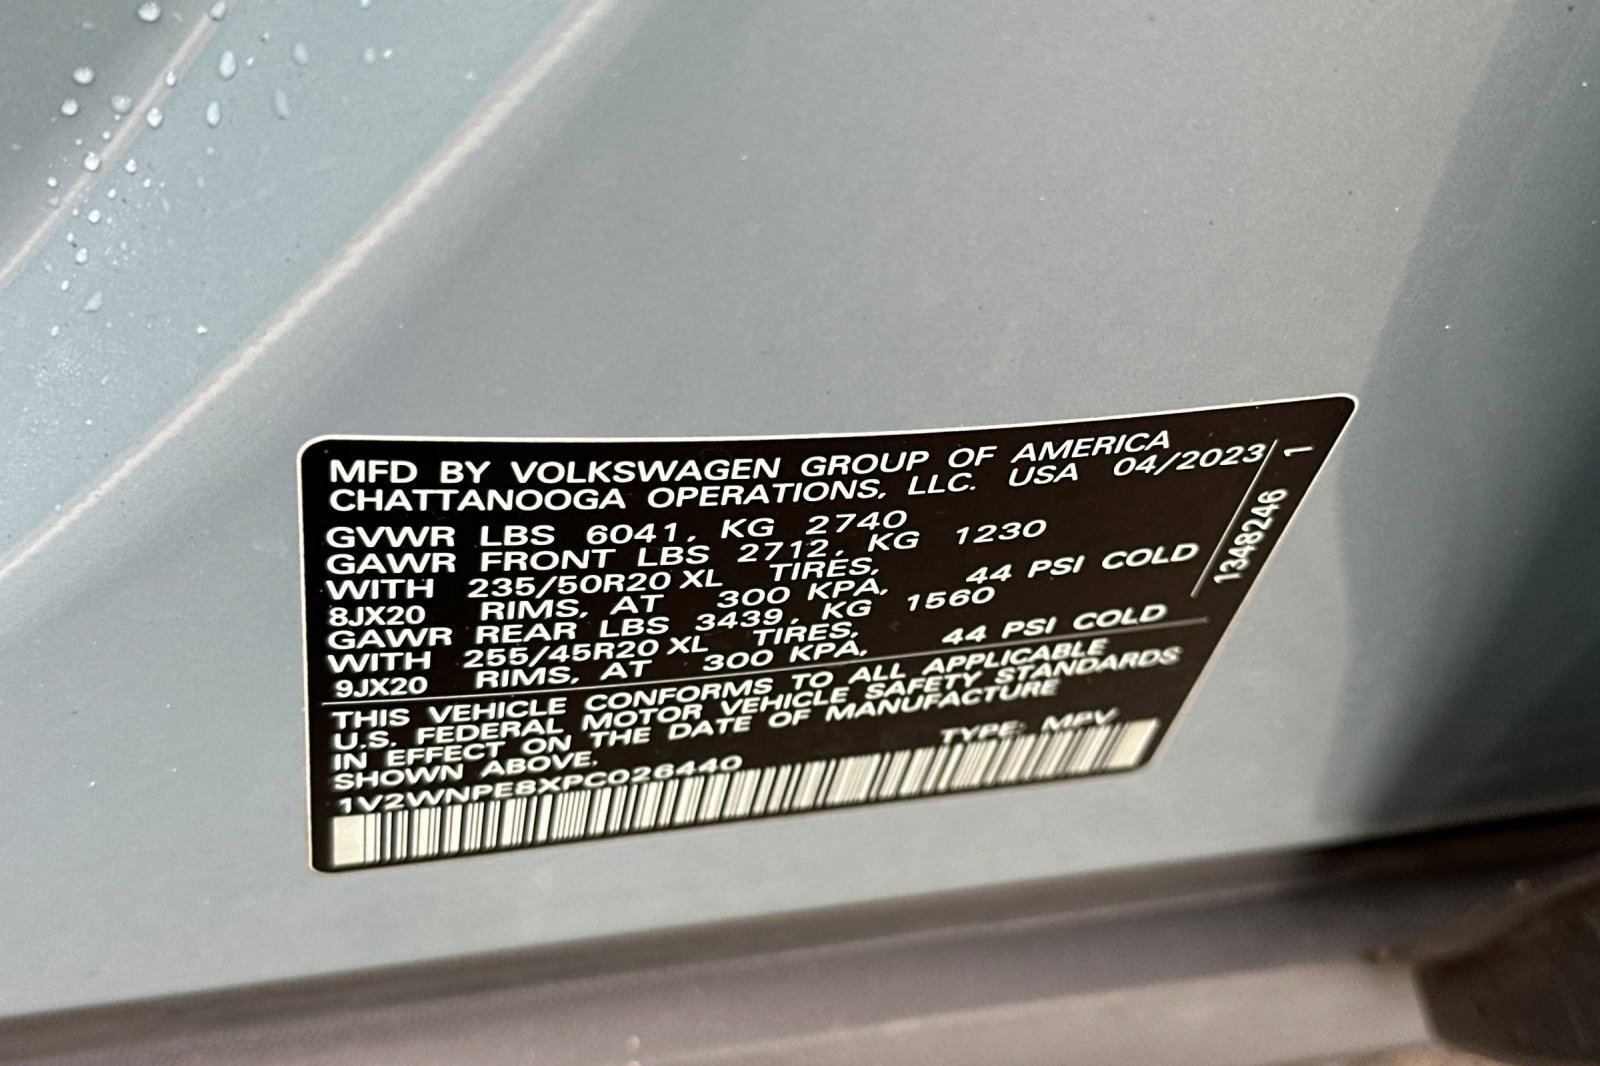 MFD BY VOLKSWAGEN GROUP OF AMERICA
CHATTANOOGA OPERATIONS, LLC. USA 04/2023
GVWR LBS 6041, KG 2740
GAWR FRONT LBS 2712, KG 1230
WITH 235/50R20 XL TIRES,
8JX20 RIMS, AT 300 KPA, 44 PSI COLD
GAWR REAR LBS 3439, KG 1560
WITH 255/45R20 XL TIRES,
9JX20 RIMS, AT 300 KPA, 44 PSI COLD
THIS VEHICLE CONFORMS TO ALL APPLICABLE
U.S. FEDERAL MOTOR VEHICLE SAFETY STANDARDS
IN EFFECT ON THE DATE OF MANUFACTURE
SHOWN ABOVE. TYPE: MPV
1V2WNPE8XPC026440
1348246 1